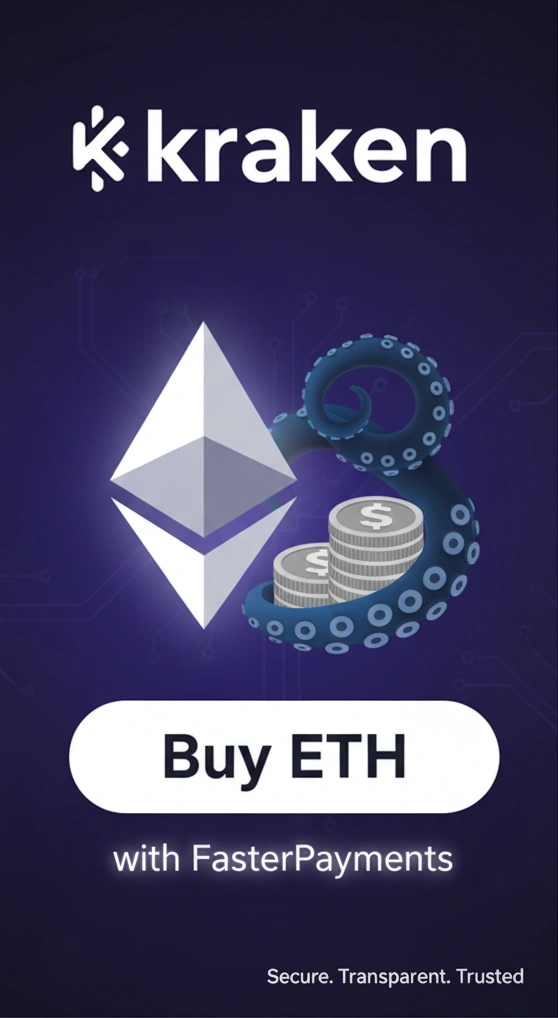 kraken
$
$
Buy ETH
with FasterPayments
Secure. Transparent. Trusted